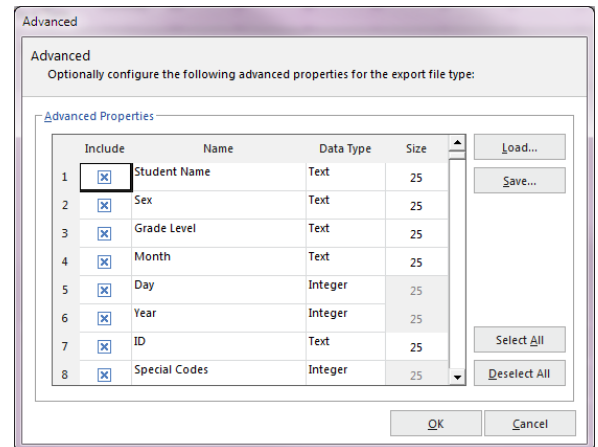 Advanced
Advanced
Optionally configure the following advanced properties for the export file type:
Advanced Properties
Include Name Data Type Size
1 Student Name Text 25
2 Sex Text 25
3 Grade Level Text 25
4 Month Text 25
5 Day Integer 25
6 Year Integer 25
7 ID Text 25
8 Special Codes Integer 25
Load...
Save...
Select All
Deselect All
OK Cancel